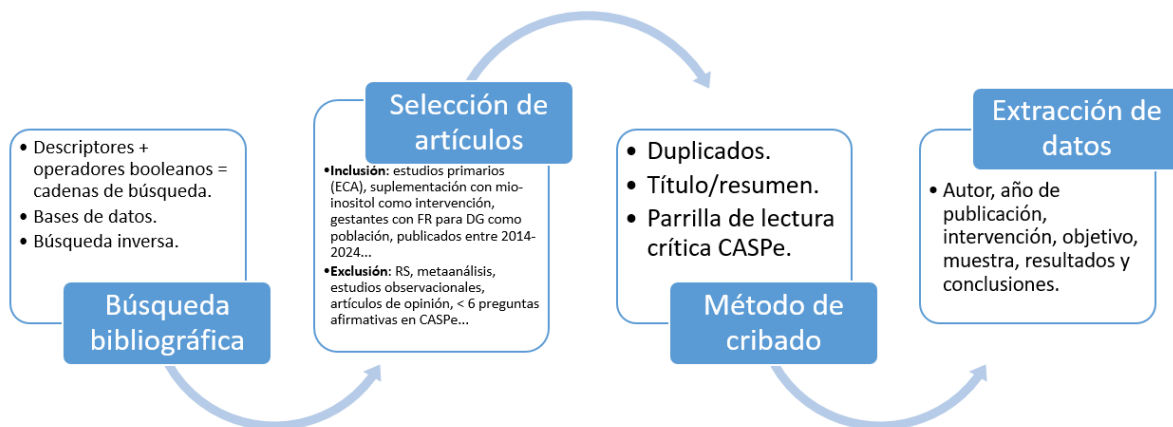 • Descriptores +
operadores booleanos =
cadenas de búsqueda.
• Bases de datos.
• Búsqueda inversa.
Búsqueda
bibliográfica
Selección de
artículos
•Inclusión: estudios primarios
(ECA), suplementación con mio-
inositol como intervención,
gestantes con FR para DG como
población, publicados entre 2014-
2024...
•Exclusión: RS, metaanálisis,
estudios observacionales,
artículos de opinión, < 6 preguntas
afirmativas en CASPe...
• Duplicados.
• Título/resumen.
• Parrilla de lectura
crítica CASPe.
Método de
cribado
Extracción de
datos
• Autor, año de
publicación,
intervención, objetivo,
muestra, resultados y
conclusiones.